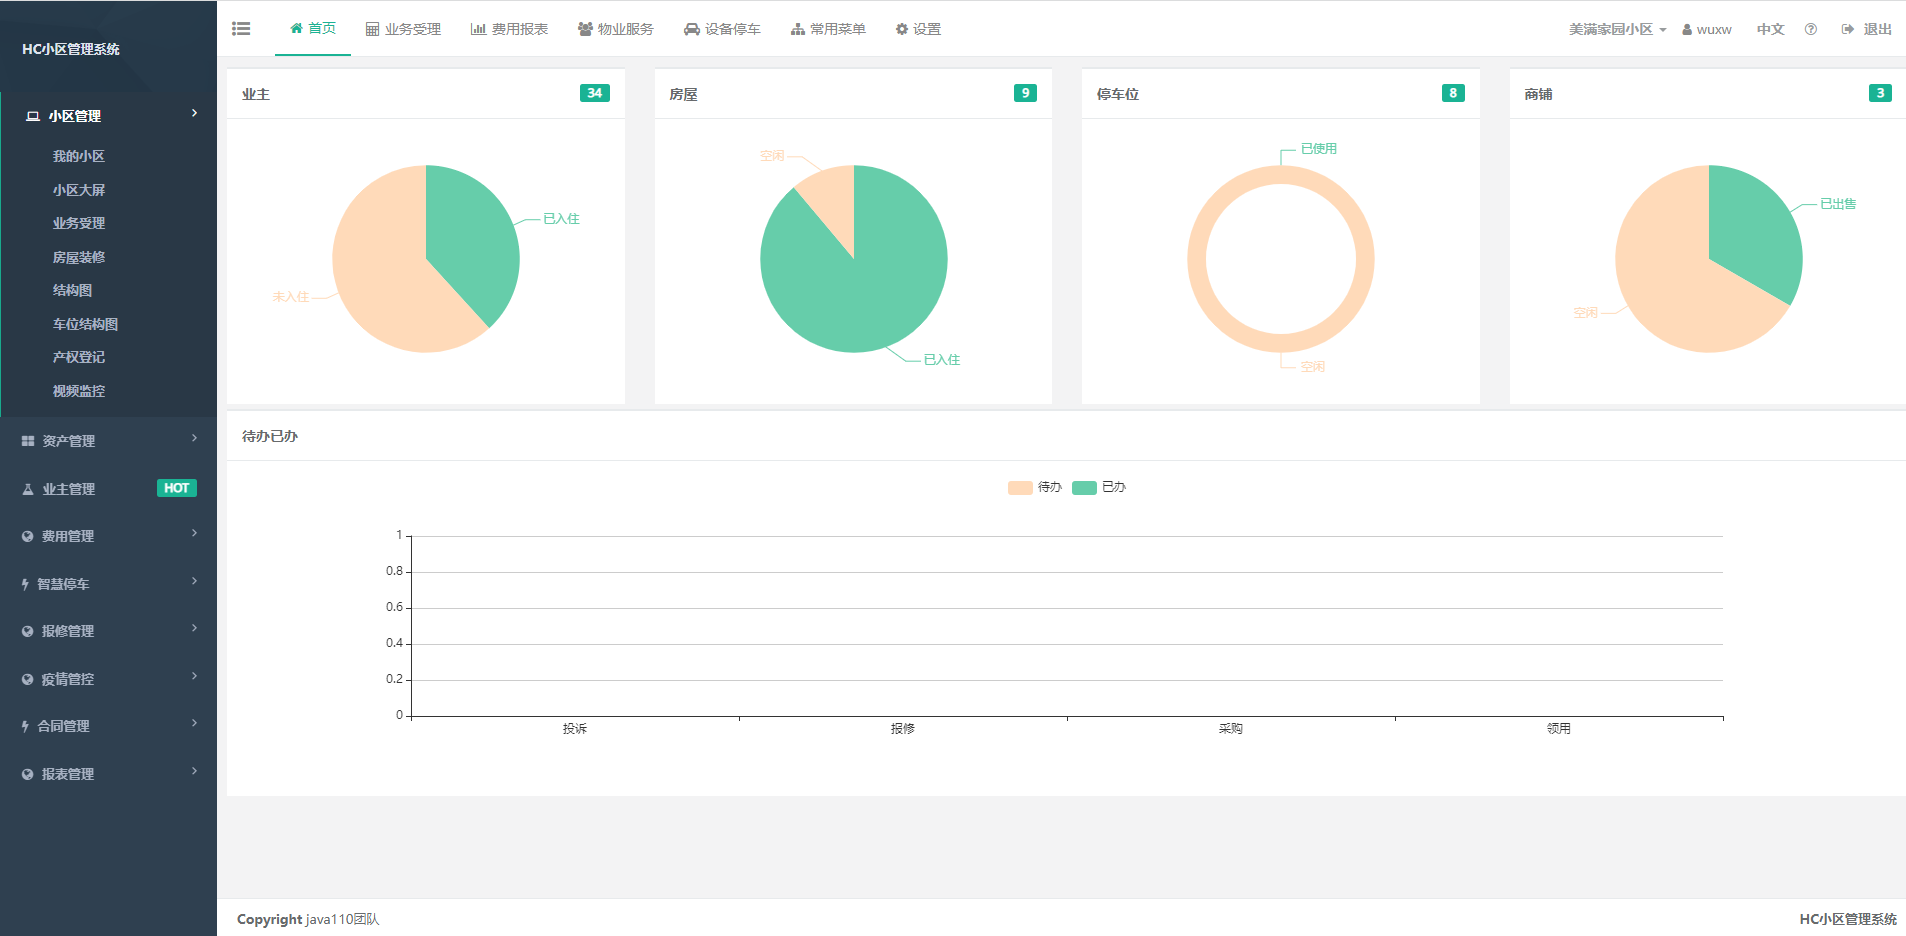 HC小区管理系统
首页
业务受理
费用报表
物业服务
设备停车
常用菜单
设置
美满家园小区
wuxw
中文
退出
小区管理
我的小区
小区大屏
业务受理
房屋装修
结构图
车位结构图
产权登记
视频监控
资产管理
业主管理 HOT
费用管理
智慧停车
报修管理
疫情管控
合同管理
报表管理
业主 34
已入住
未入住
房屋 9
空闲
已入住
停车位 8
已使用
空闲
商铺 3
已出售
空闲
待办已办
待办 已办
1
0.8
0.6
0.4
0.2
0
投诉 报修 采购 领用
Copyright java110团队
HC小区管理系统